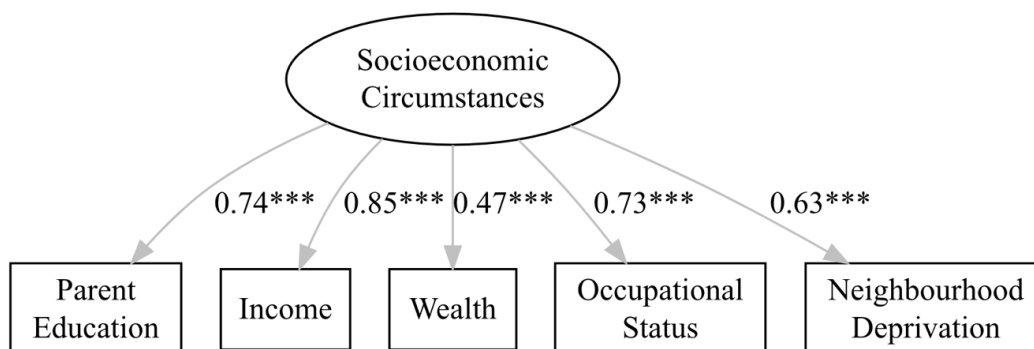 Socioeconomic
Circumstances
0.74*** 0.85*** 0.47*** 0.73*** 0.63***
Parent
Education
Income
Wealth
Occupational
Status
Neighbourhood
Deprivation